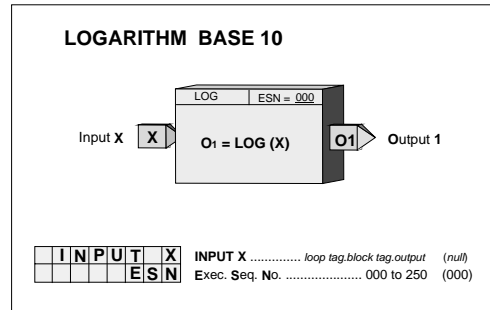 LOGARITHM BASE 10
LOG ESN = 000
Input X X O1 = LOG (X) O1 Output 1
INPUT X INPUT X .............. loop tag.block tag.output (null)
ESN Exec. Seq. No. ..................... 000 to 250 (000)